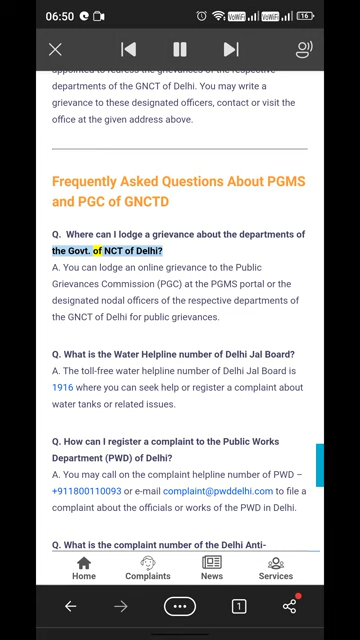 06:50
VoWiFi
VoWiFi
16
appointed to redress the grievances of the respective
departments of the GNCT of Delhi. You may write a
grievance to these designated officers, contact or visit the
office at the given address above.
Frequently Asked Questions About PGMS
and PGC of GNCTD
Q. Where can I lodge a grievance about the departments of
the Govt. of NCT of Delhi?
A. You can lodge an online grievance to the Public
Grievances Commission (PGC) at the PGMS portal or the
designated nodal officers of the respective departments of
the GNCT of Delhi for public grievances.
Q. What is the Water Helpline number of Delhi Jal Board?
A. The toll-free water helpline number of Delhi Jal Board is
1916 where you can seek help or register a complaint about
water tanks or related issues.
Q. How can I register a complaint to the Public Works
Department (PWD) of Delhi?
A. You may call on the complaint helpline number of PWD –
+911800110093 or e-mail complaint@pwddelhi.com to file a
complaint about the officials or works of the PWD in Delhi.
Q. What is the complaint number of the Delhi Anti-
Home
Complaints
News
Services
1